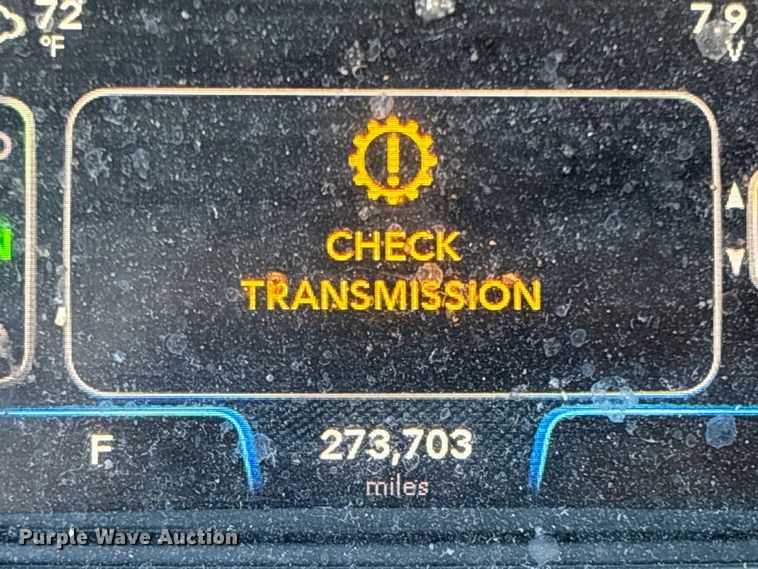 72
°F
7.9
V
N
CHECK
TRANSMISSION
F
273,703
miles
Purple Wave Auction